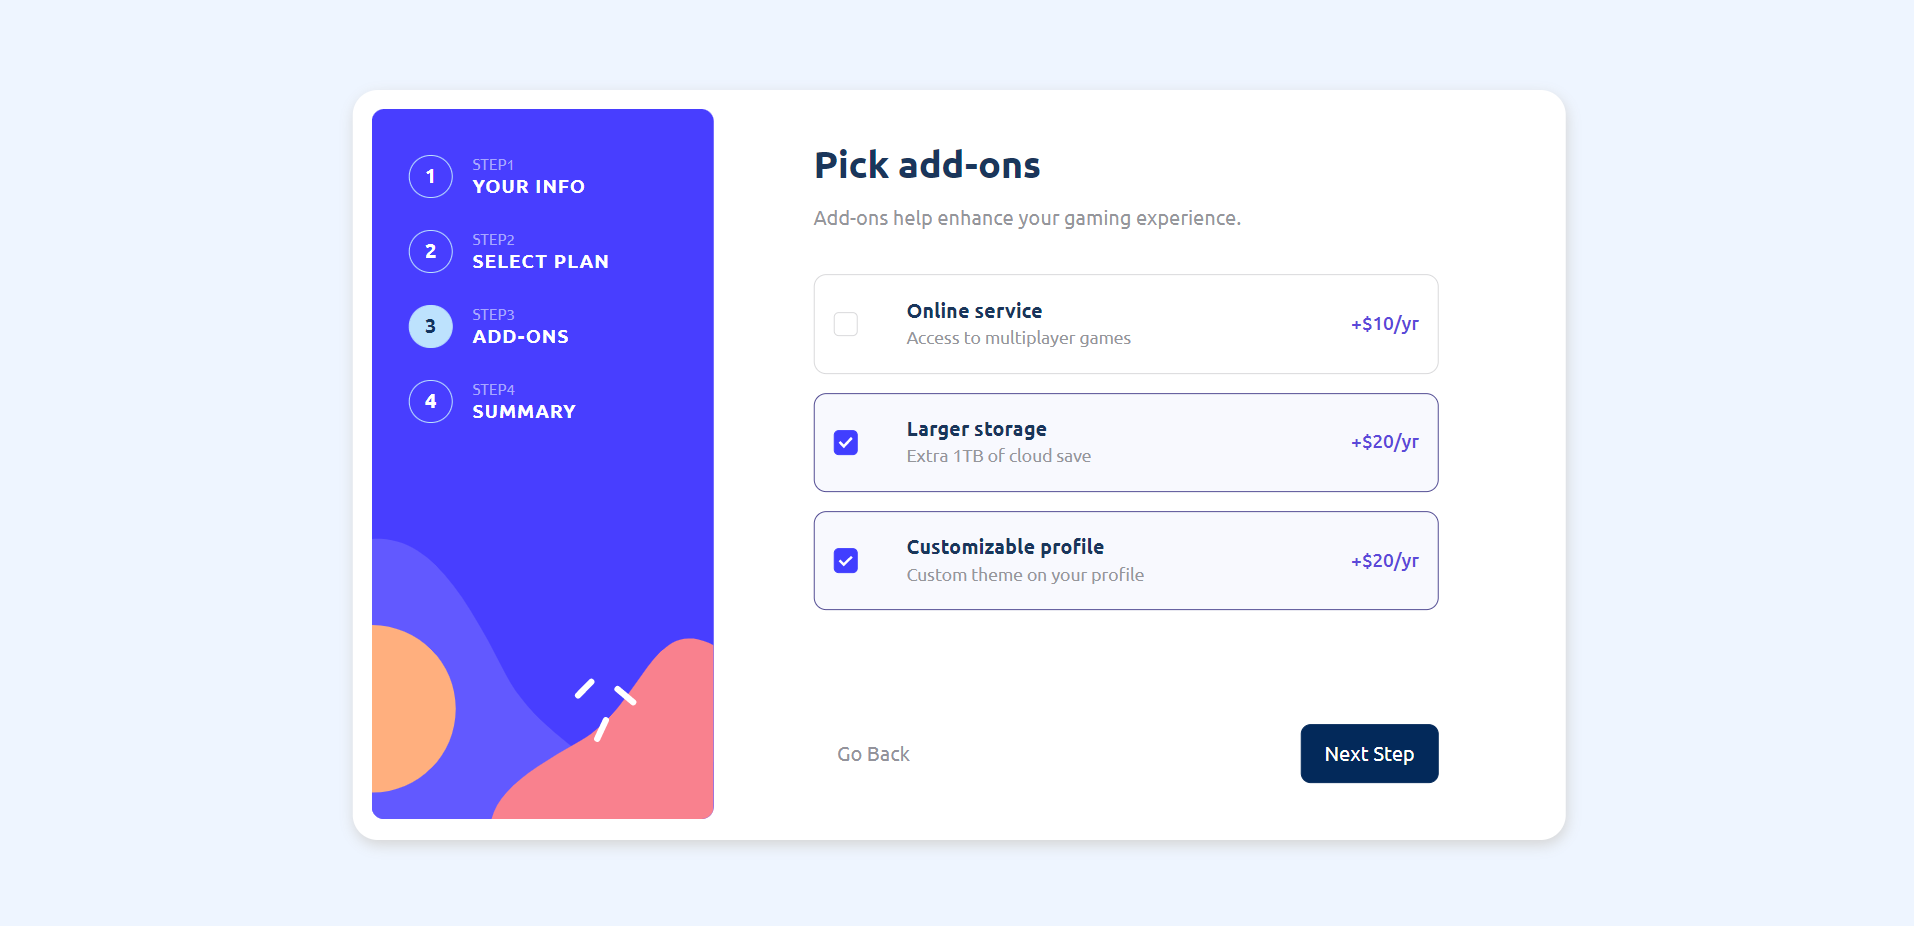 1
STEP1
YOUR INFO
2
STEP2
SELECT PLAN
3
STEP3
ADD-ONS
4
STEP4
SUMMARY
Pick add-ons
Add-ons help enhance your gaming experience.
Online service
Access to multiplayer games
+$10/yr
Larger storage
Extra 1TB of cloud save
+$20/yr
Customizable profile
Custom theme on your profile
+$20/yr
Go Back
Next Step